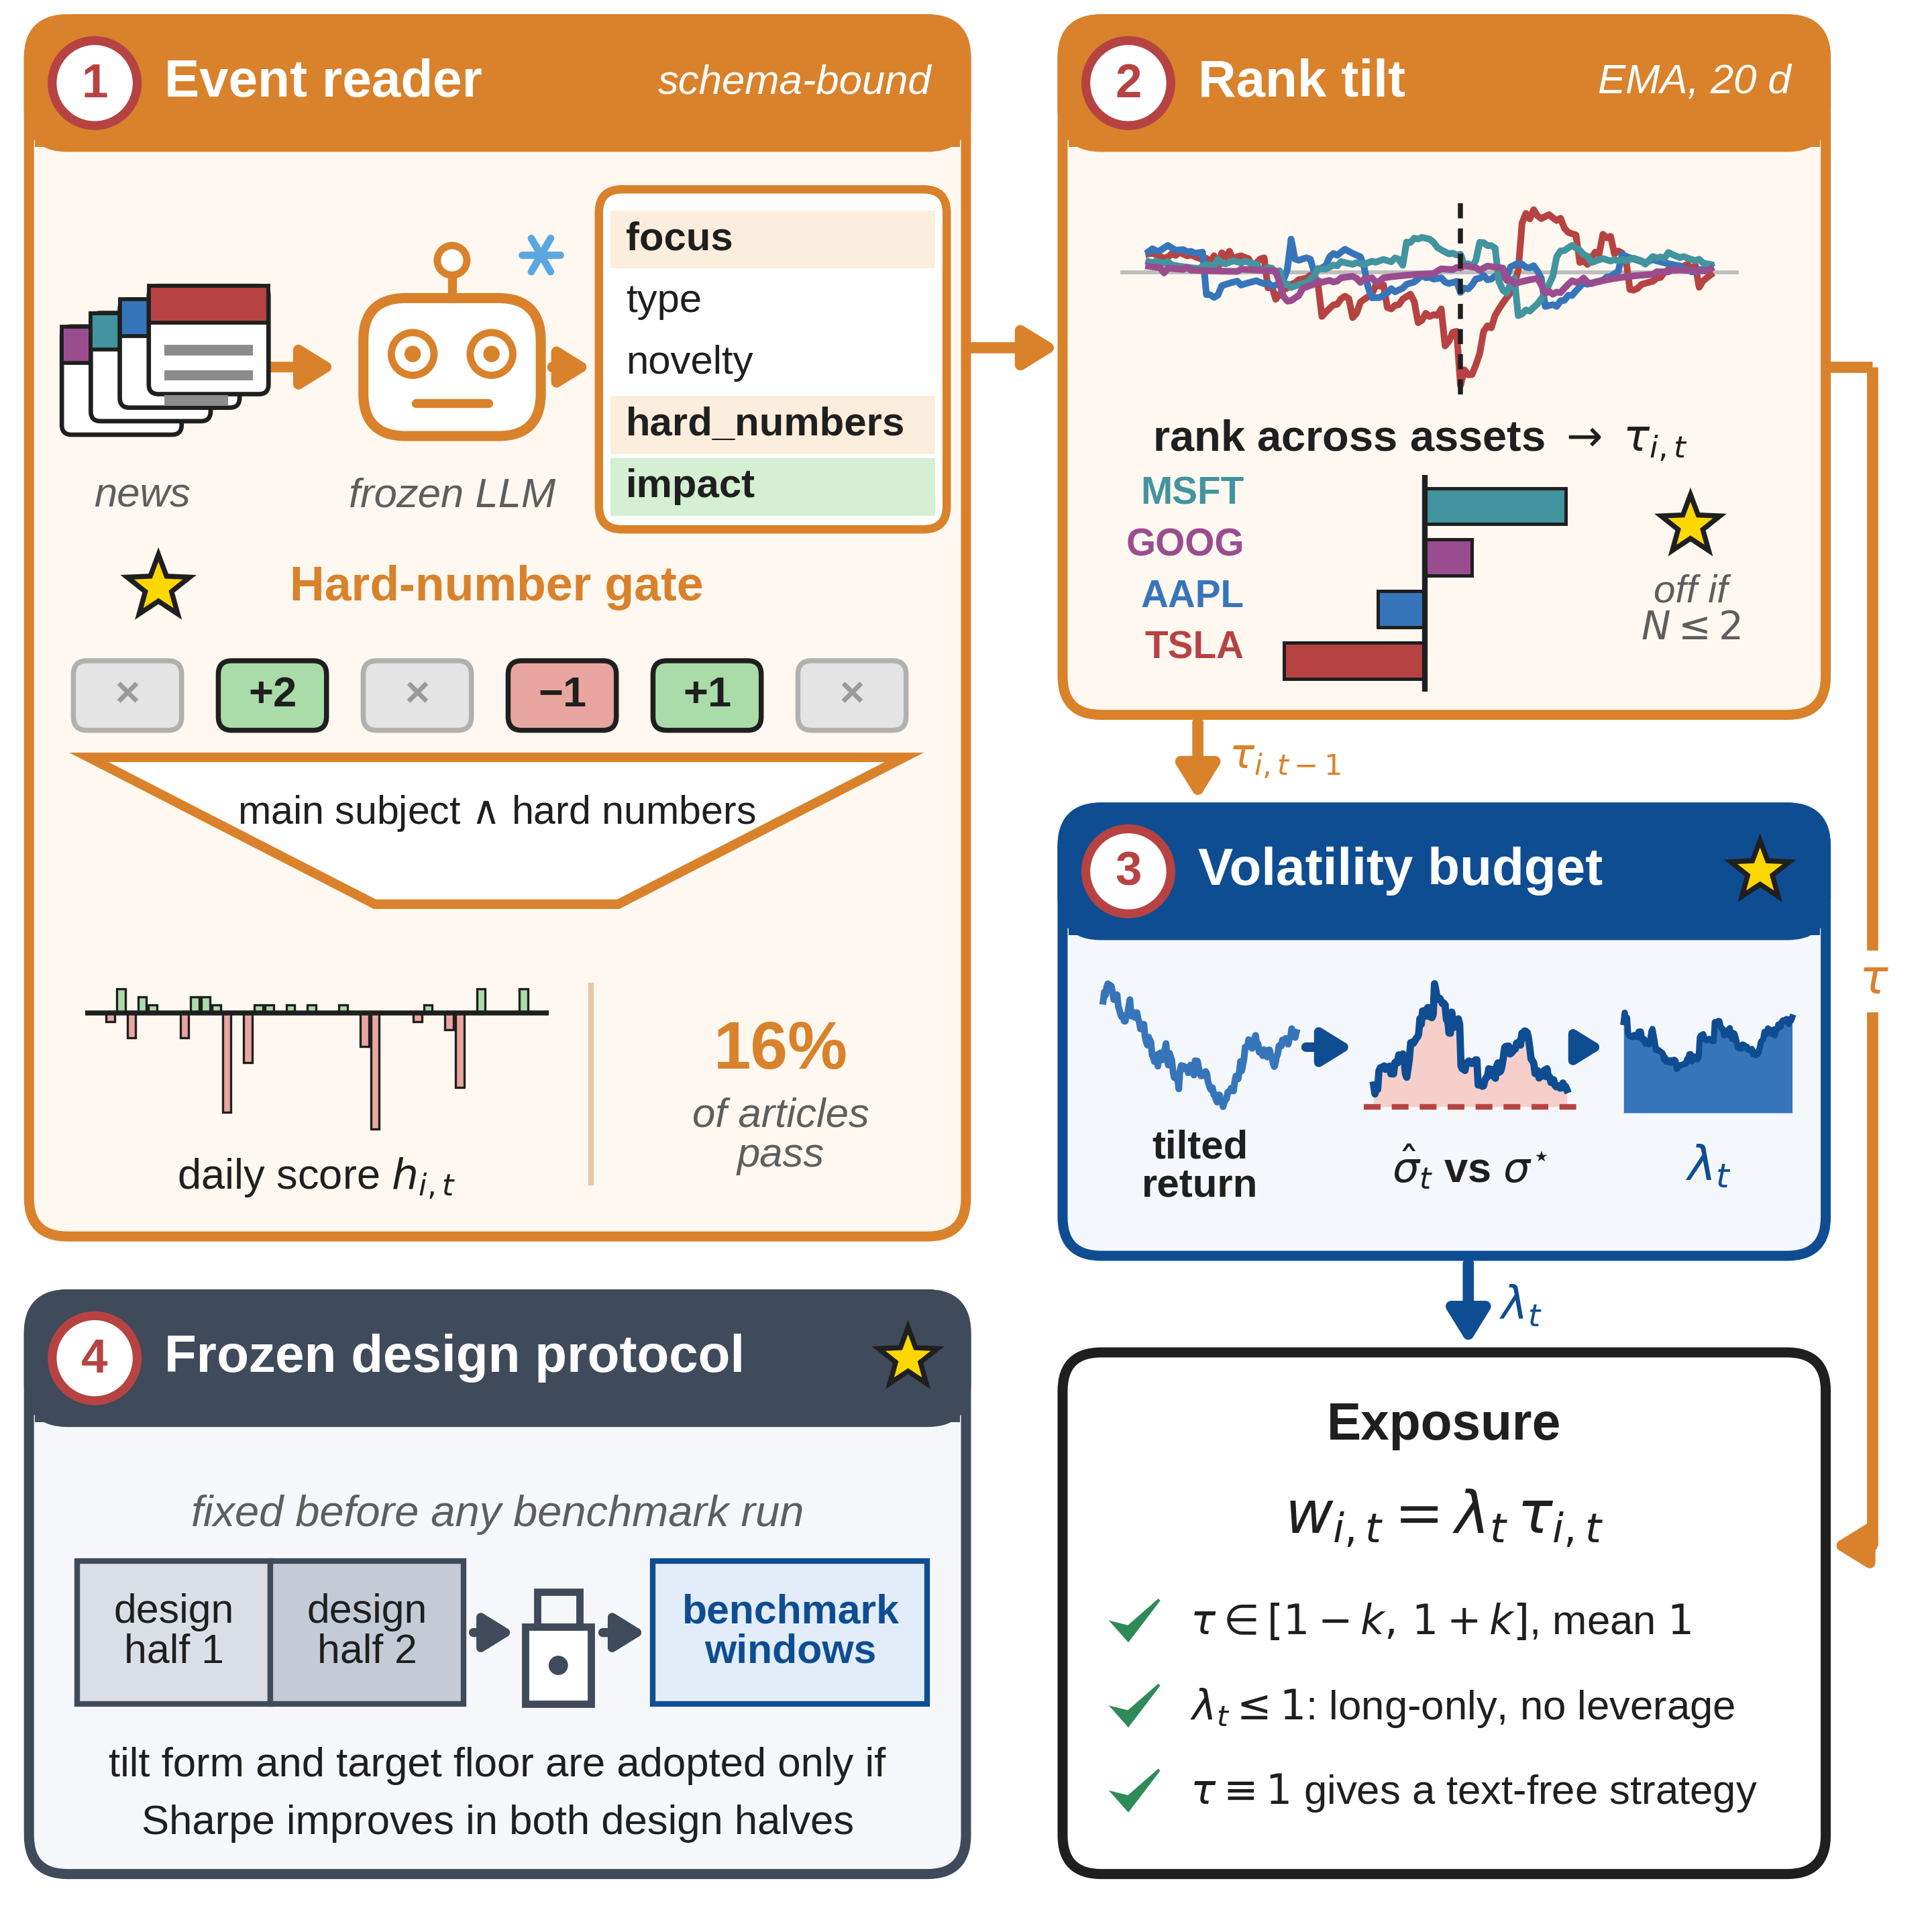 1 Event reader schema-bound
focus
type
novelty
hard_numbers
impact
news
frozen LLM
Hard-number gate
× +2 × −1 +1 ×
main subject ∧ hard numbers
daily score h_{i,t}
16%
of articles
pass
2 Rank tilt EMA, 20 d
rank across assets → τ_{i,t}
MSFT
GOOG
AAPL
TSLA
off if
N ≤ 2
τ_{i,t−1}
3 Volatility budget
tilted
return
σ̂_t vs σ⋆
λ_t
τ
λ_t
4 Frozen design protocol
fixed before any benchmark run
design
half 1
design
half 2
benchmark
windows
tilt form and target floor are adopted only if
Sharpe improves in both design halves
Exposure
w_{i,t} = λ_t τ_{i,t}
τ ∈ [1 − k, 1 + k], mean 1
λ_t ≤ 1: long-only, no leverage
τ ≡ 1 gives a text-free strategy